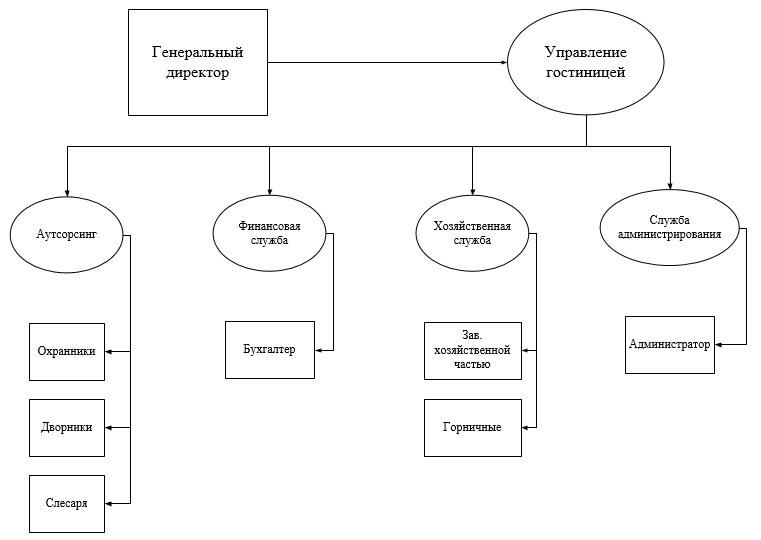 Генеральный
директор
Управление
гостиницей
Аутсорсинг
Финансовая
служба
Хозяйственная
служба
Служба
администрирования
Охранники
Бухгалтер
Зав.
хозяйственной
частью
Администратор
Дворники
Горничные
Слесаря